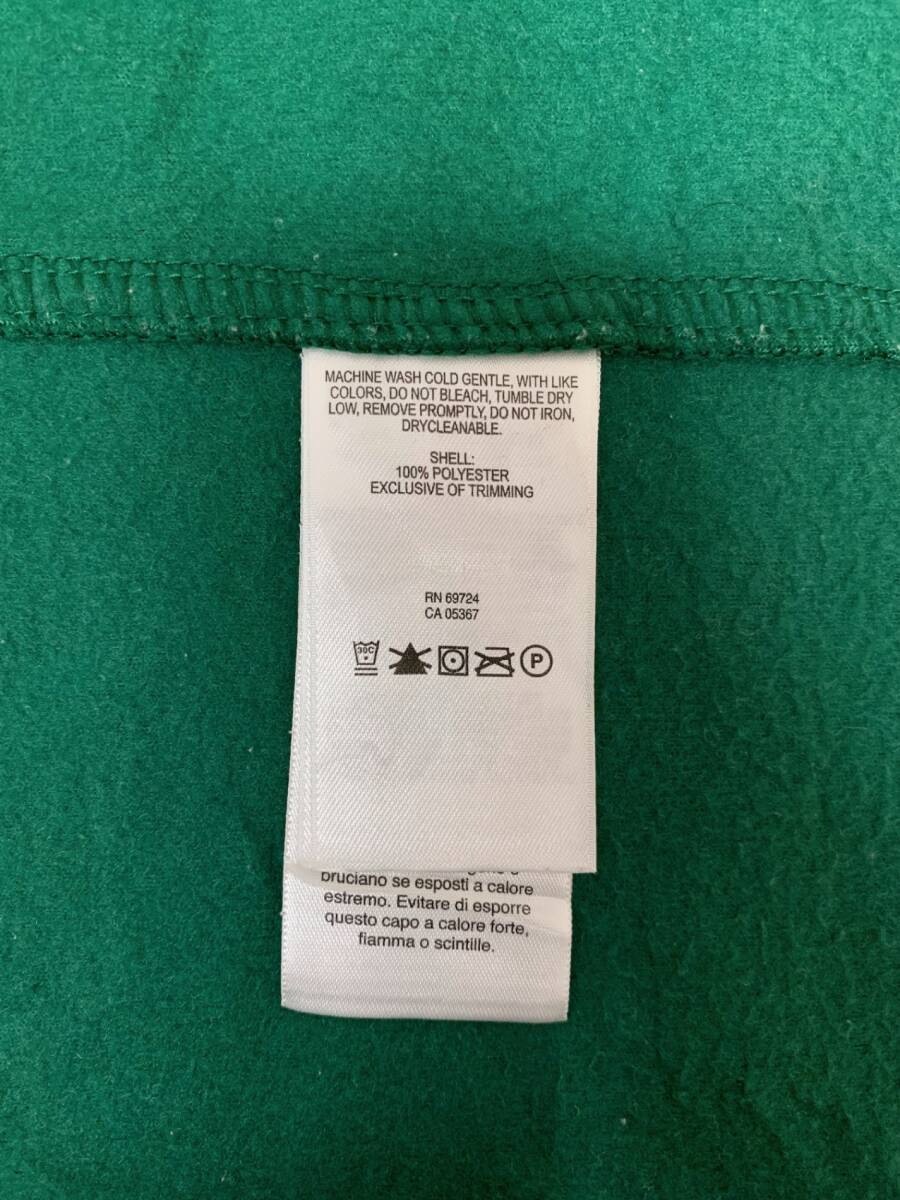 MACHINE WASH COLD GENTLE, WITH LIKE
COLORS, DO NOT BLEACH, TUMBLE DRY
LOW, REMOVE PROMPTLY, DO NOT IRON,
DRYCLEANABLE.
SHELL:
100% POLYESTER
EXCLUSIVE OF TRIMMING
RN 69724
CA 05367
30C
P
bruciano se esposti a calore
estremo. Evitare di esporre
questo capo a calore forte,
fiamma o scintille.